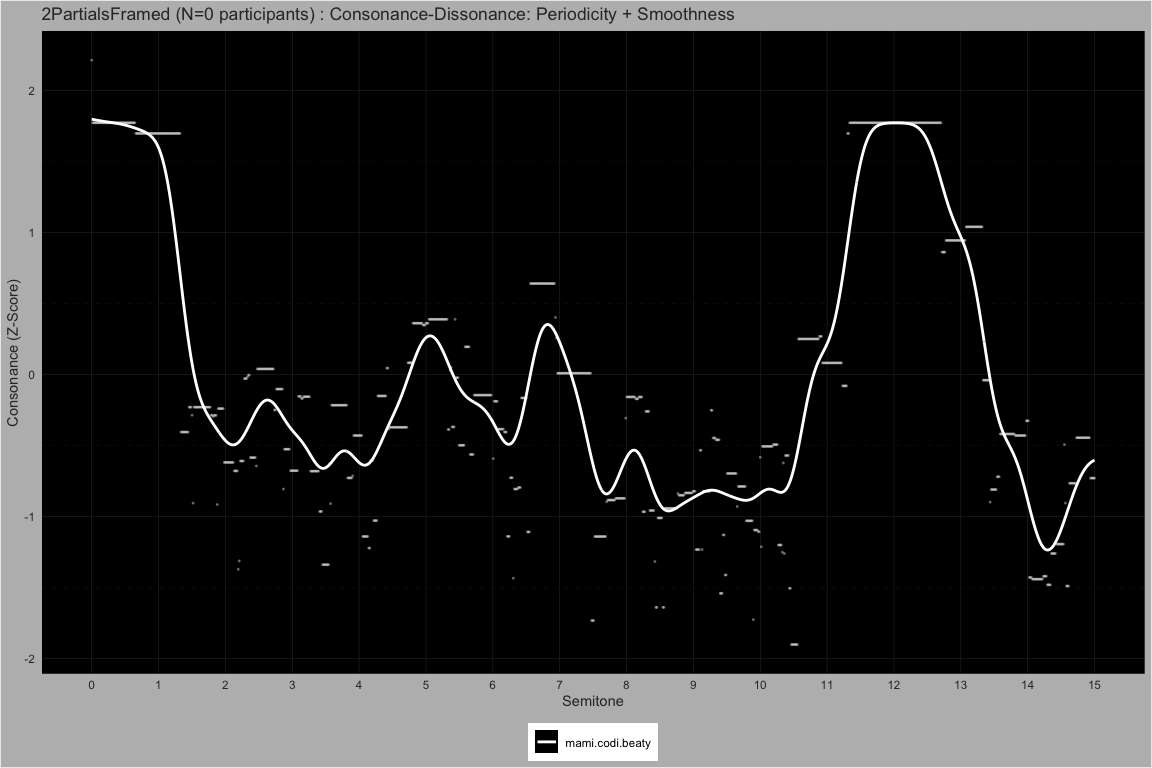 2PartialsFramed (N=0 participants) : Consonance-Dissonance: Periodicity + Smoothness
Consonance (Z-Score)
2
1
0
-1
-2
0 1 2 3 4 5 6 7 8 9 10 11 12 13 14 15
Semitone
mami.codi.beaty